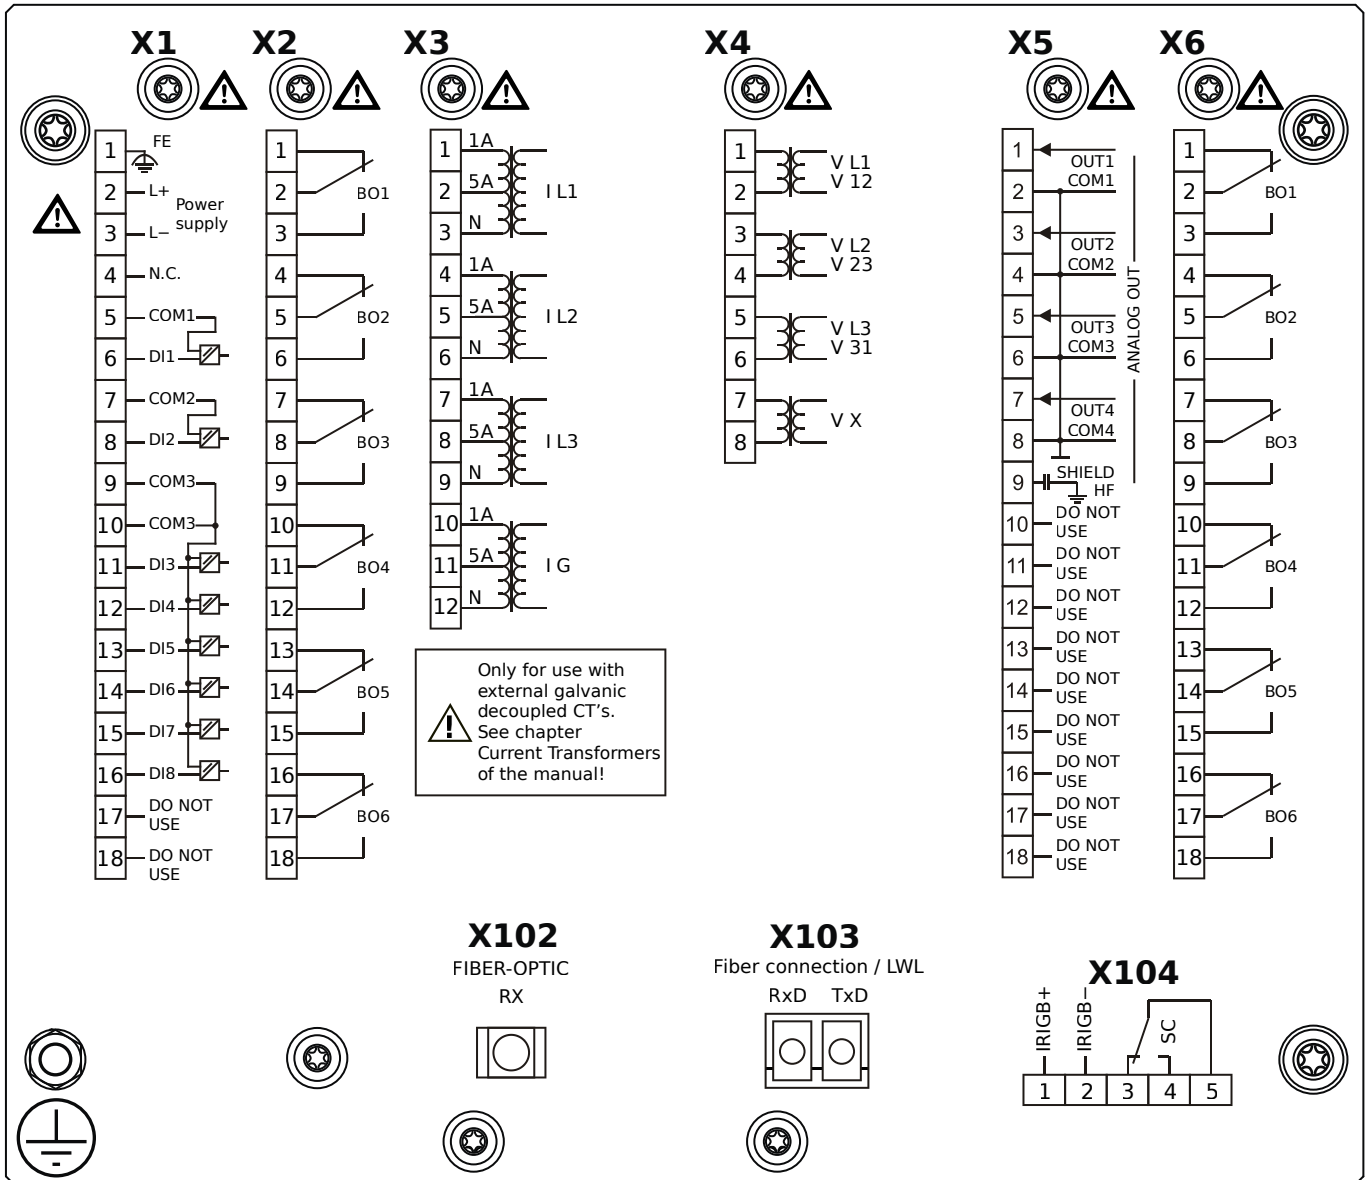 X1
1 FE
2 L+
Power
supply
3 L−
4 N.C.
5 COM1
6 DI1
7 COM2
8 DI2
9 COM3
10 COM3
11 DI3
12 DI4
13 DI5
14 DI6
15 DI7
16 DI8
17 DO NOT
USE
18 DO NOT
USE
X2
1
2 BO1
3
4
5 BO2
6
7
8 BO3
9
10
11 BO4
12
13
14 BO5
15
16
17 BO6
18
X3
1 1A
2 5A I L1
3 N
4 1A
5 5A I L2
6 N
7 1A
8 5A I L3
9 N
10 1A
11 5A I G
12 N
Only for use with
external galvanic
decoupled CT's.
See chapter
Current Transformers
of the manual!
X4
1 V L1
2 V 12
3 V L2
4 V 23
5 V L3
6 V 31
7 V X
8
X5
1 OUT1
2 COM1
3 OUT2
4 COM2
5 OUT3
6 COM3
7 OUT4
8 COM4
ANALOG OUT
9 SHIELD
HF
10 DO NOT
USE
11 DO NOT
USE
12 DO NOT
USE
13 DO NOT
USE
14 DO NOT
USE
15 DO NOT
USE
16 DO NOT
USE
17 DO NOT
USE
18 DO NOT
USE
X6
1
2 BO1
3
4
5 BO2
6
7
8 BO3
9
10
11 BO4
12
13
14 BO5
15
16
17 BO6
18
X102
FIBER-OPTIC
RX
X103
Fiber connection / LWL
RxD TxD
X104
IRIGB+ IRIGB− SC
1 2 3 4 5